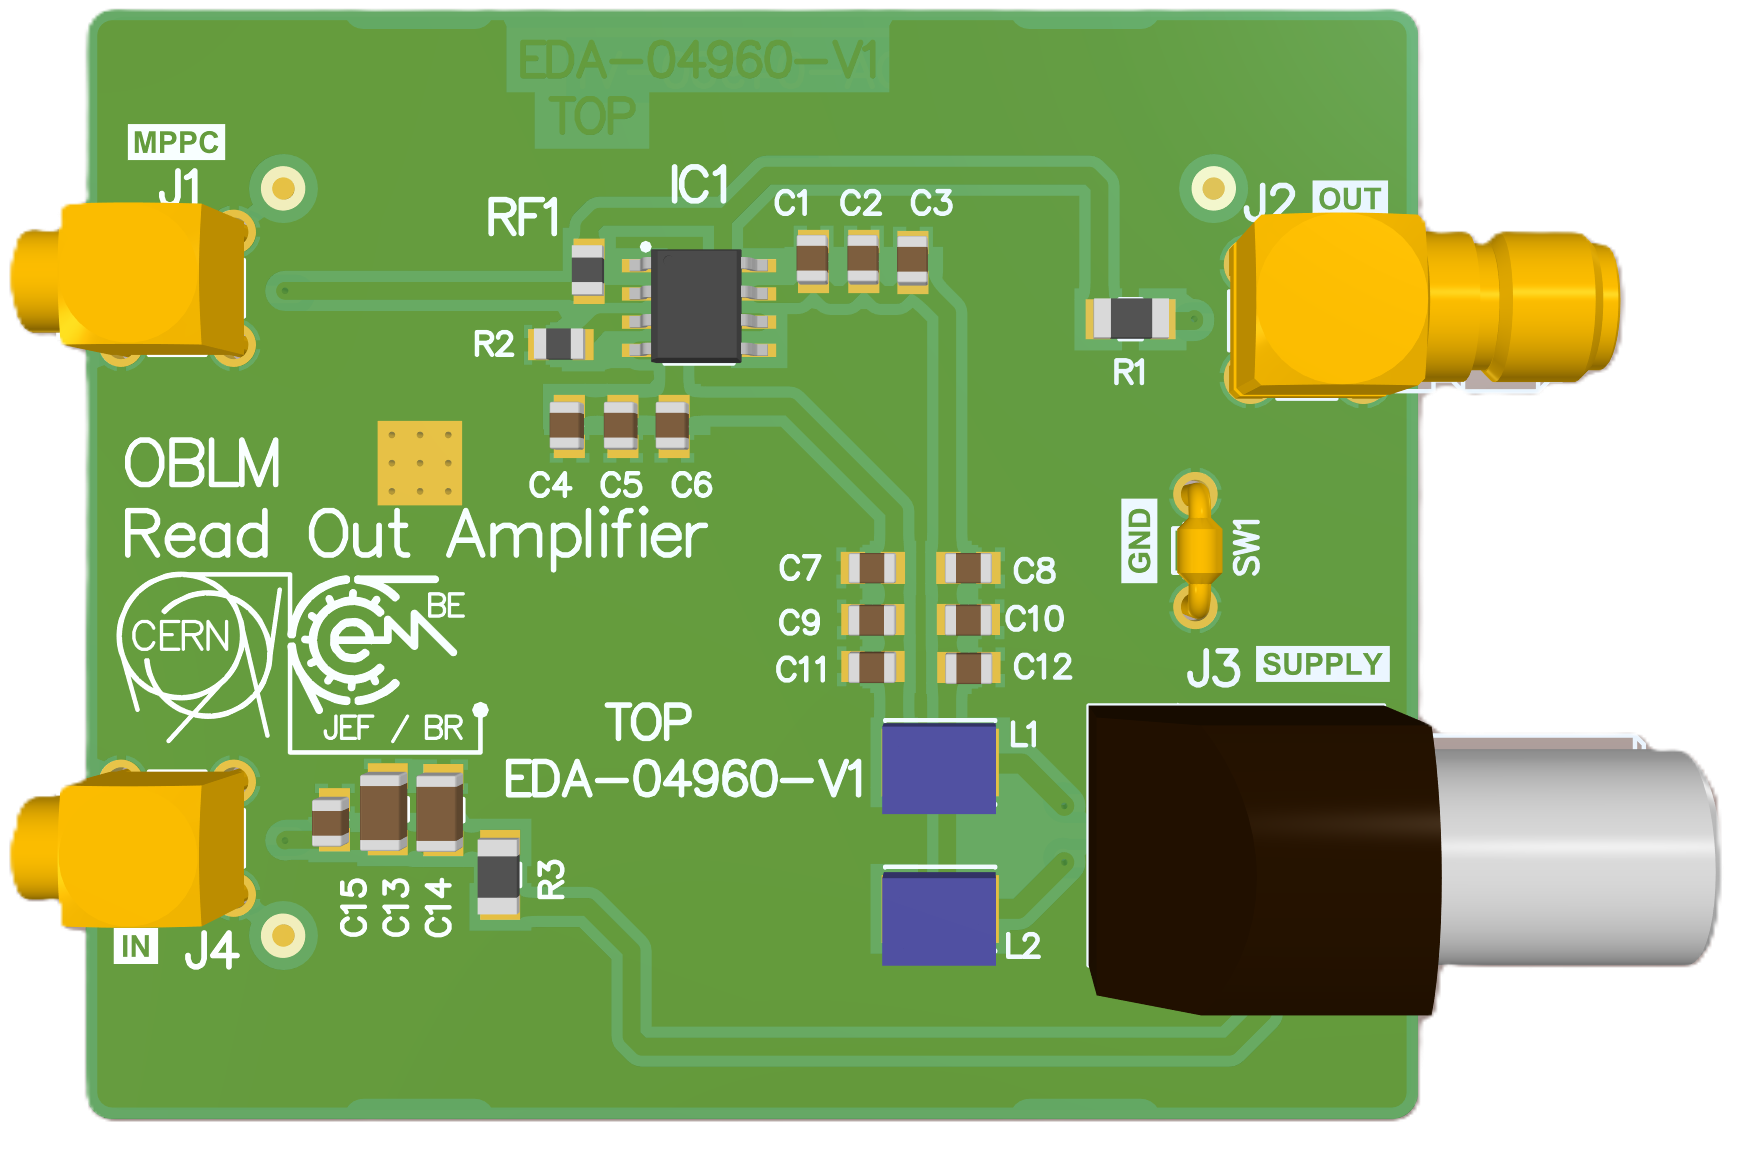 EDA-04960-V1
TOP
MPPC
J1
RF1
IC1
C1 C2 C3
J2 OUT
R2
R1
C4 C5 C6
OBLM
Read Out Amplifier
GND
SW1
C7 C8
C9 C10
C11 C12
CERN
BE
JEF / BR
J3 SUPPLY
TOP
EDA-04960-V1
L1
L2
C15 C13 C14
R3
IN
J4